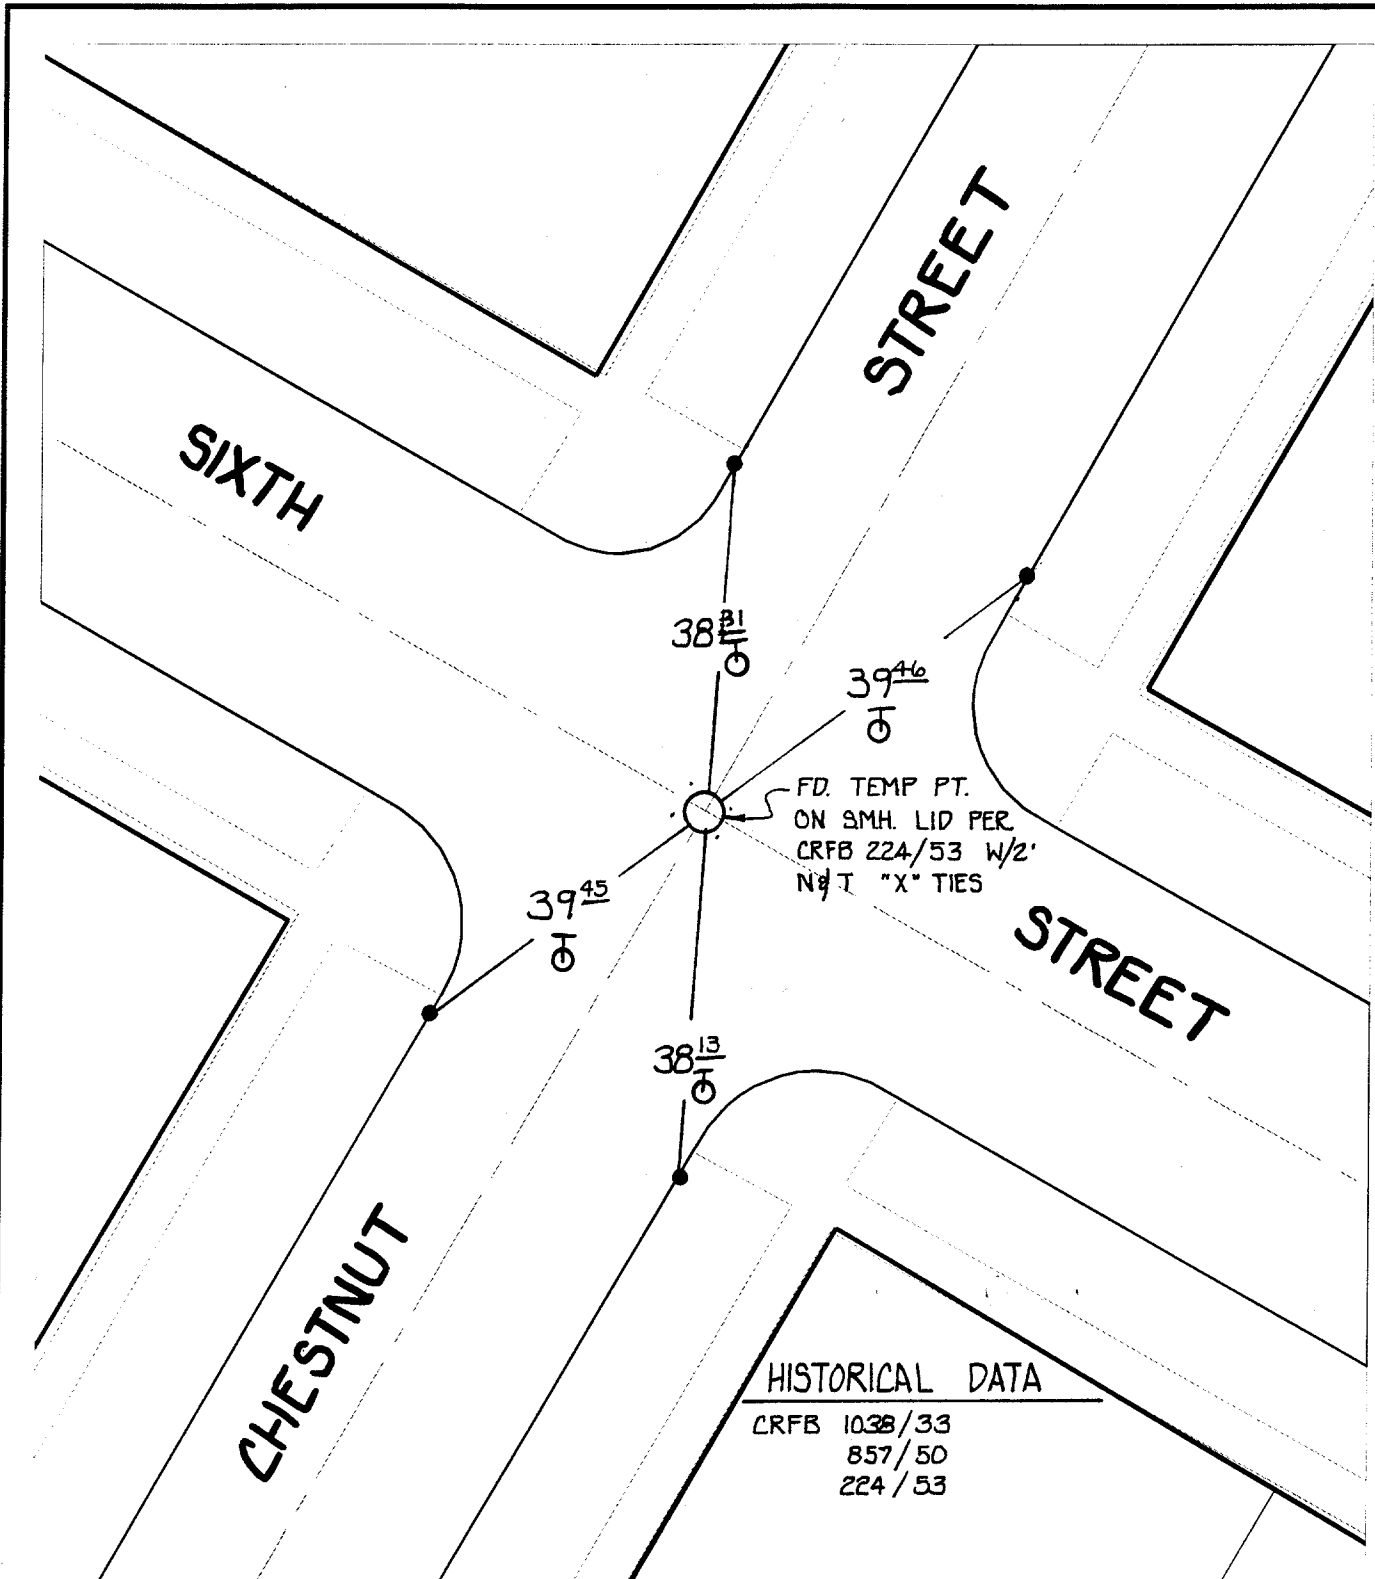 STREET
SIXTH
38 31
39 46
FD. TEMP PT.
ON SMH. LID PER
CRFB 224/53 W/2'
N&T "X" TIES
39 45
STREET
38 13
CHESTNUT
HISTORICAL DATA
CRFB 1038/33
857/50
224/53